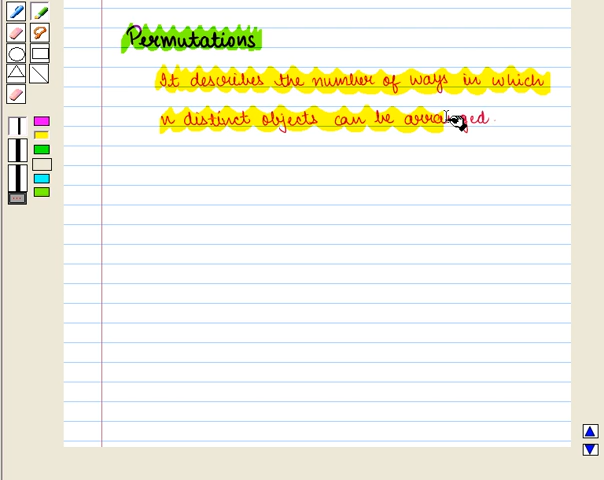 Permutations
It describes the number of ways in which
n distinct objects can be arranged.